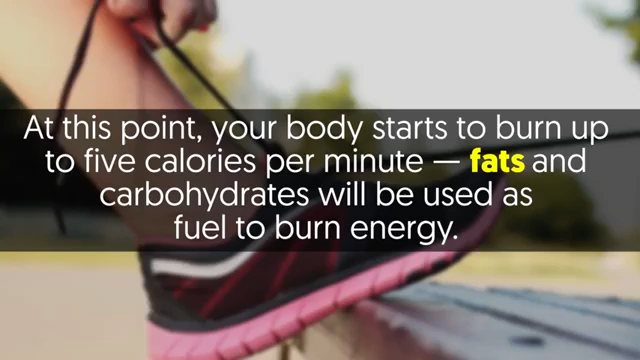 At this point, your body starts to burn up
to five calories per minute — fats and
carbohydrates will be used as
fuel to burn energy.